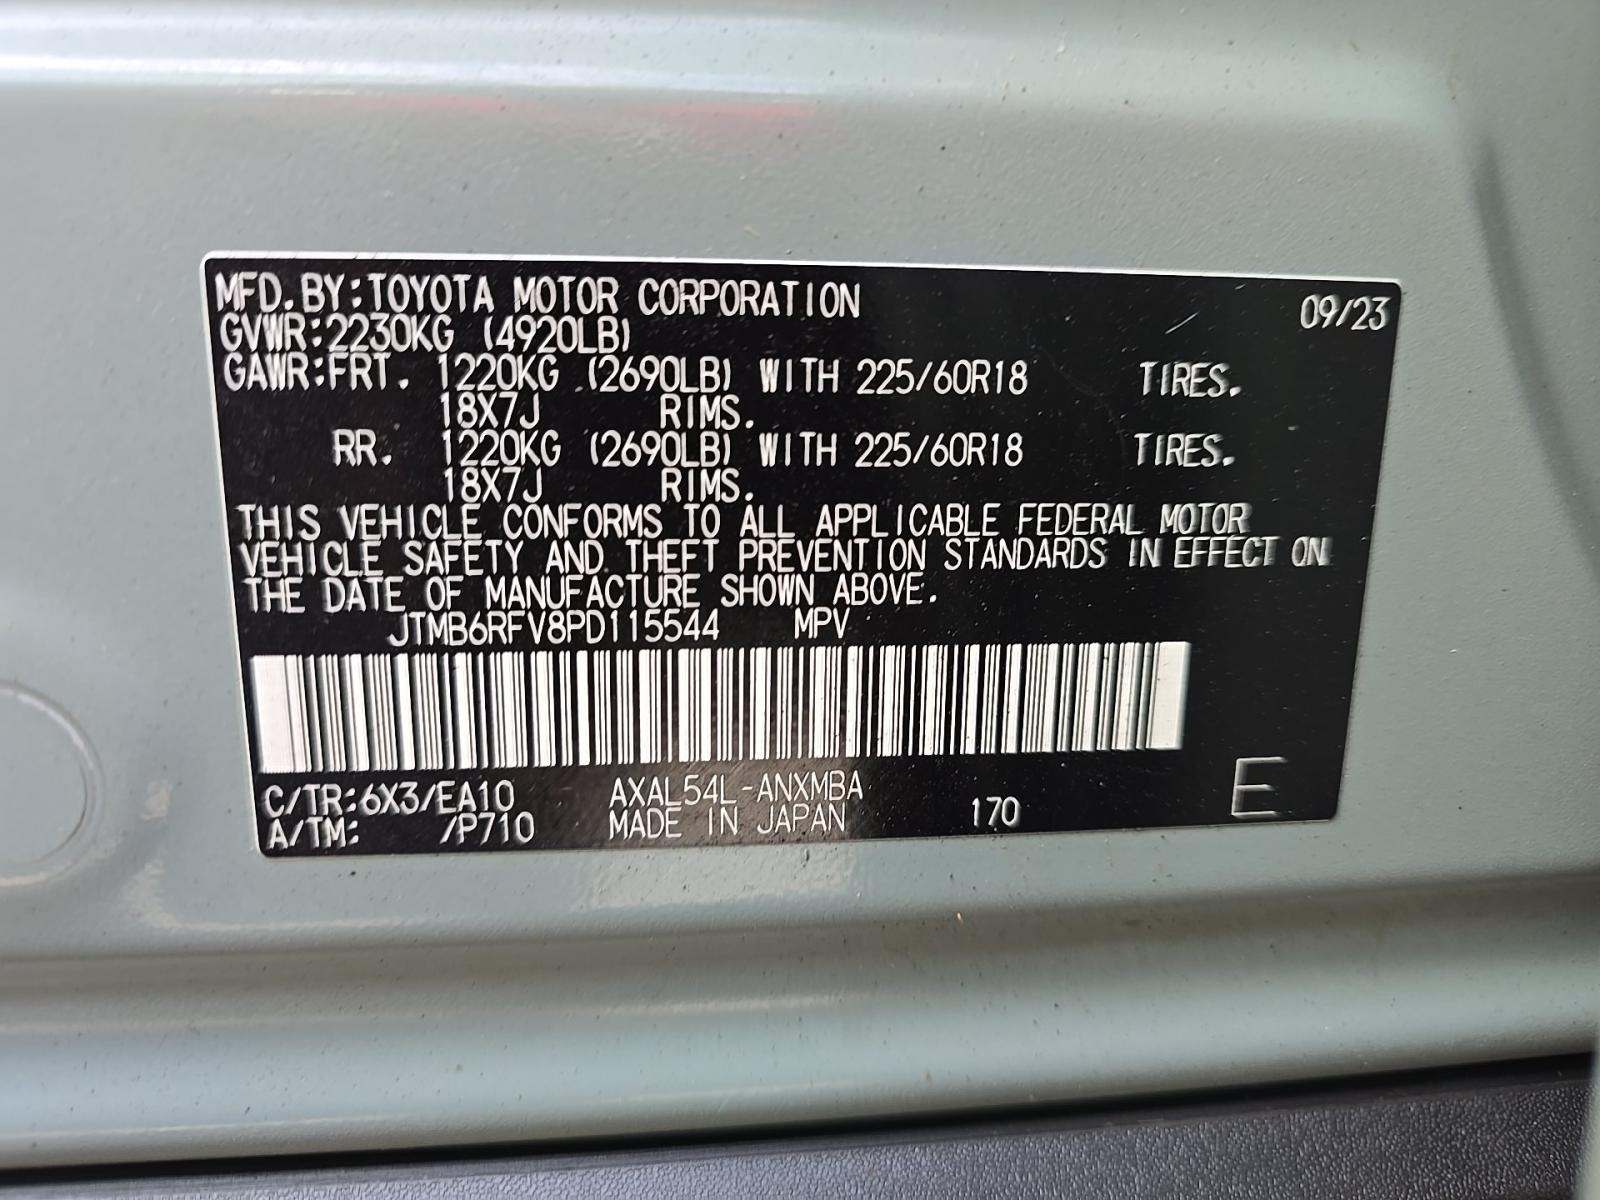 MFD.BY:TOYOTA MOTOR CORPORATION 09/23
GVWR:2230KG (4920LB)
GAWR:FRT. 1220KG (2690LB) WITH 225/60R18 TIRES.
18X7J RIMS.
RR. 1220KG (2690LB) WITH 225/60R18 TIRES.
18X7J RIMS.
THIS VEHICLE CONFORMS TO ALL APPLICABLE FEDERAL MOTOR
VEHICLE SAFETY AND THEFT PREVENTION STANDARDS IN EFFECT ON
THE DATE OF MANUFACTURE SHOWN ABOVE.
JTMB6RFV8PD115544 MPV
C/TR:6X3/EA10 AXAL54L-ANXMBA
A/TM: /P710 MADE IN JAPAN 170 E